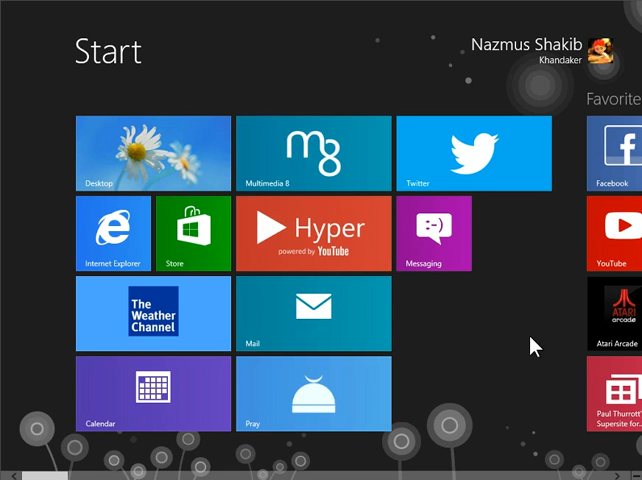 Start
Nazmus Shakib
Khandaker
Favorite
Desktop
m8
Multimedia 8
Twitter
Facebook
Internet Explorer
Store
Hyper
powered by YouTube
:-)
Messaging
YouTube
The
Weather
Channel
Mail
ATARI
arcade
Atari Arcade
Calendar
Pray
Paul Thurrott's
Supersite for...